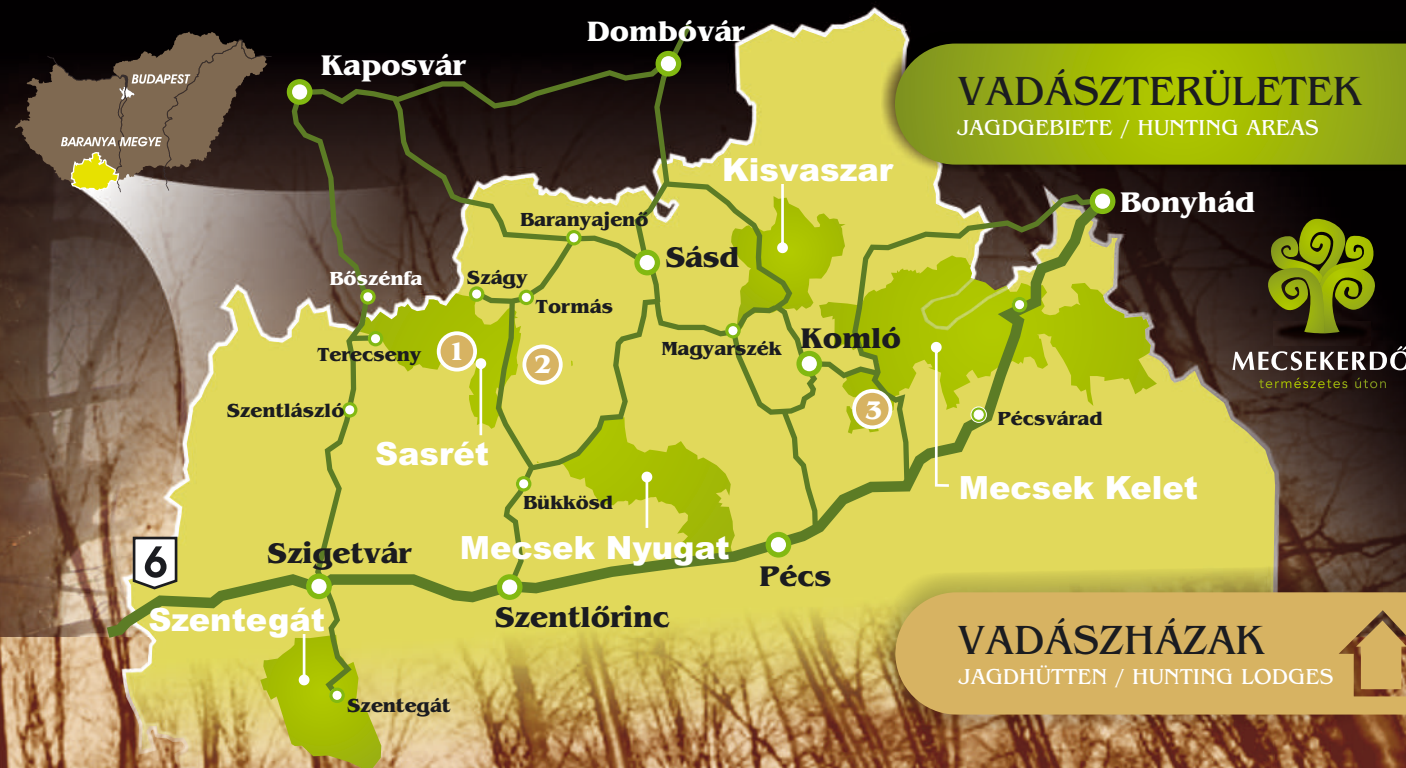 Dombóvár
Kaposvár
BUDAPEST
BARANYA MEGYE
VADÁSZTERÜLETEK
JAGDGEBIETE / HUNTING AREAS
Kisvaszar
Bonyhád
Baranyajenő
Sásd
Bőszénfa
Szágy
Tormás
Terecseny
1
2
Magyarszék
Komló
MECSEKERDŐ
természetes úton
Szentlászló
3
Pécsvárad
Sasrét
Bükkösd
Mecsek Kelet
6
Szigetvár
Mecsek Nyugat
Pécs
Szentegát
Szentlőrinc
VADÁSZHÁZAK
JAGDHÜTTEN / HUNTING LODGES
Szentegát